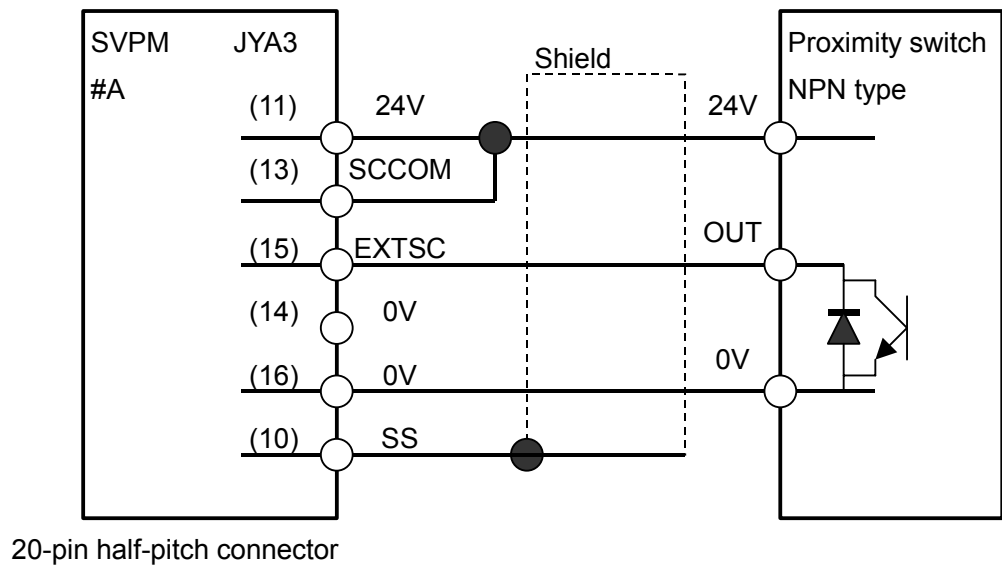 SVPM JYA3
#A
Shield
Proximity switch
NPN type
(11) 24V
24V
(13) SCCOM
(15) EXTSC
OUT
(14) 0V
(16) 0V
0V
(10) SS
20-pin half-pitch connector